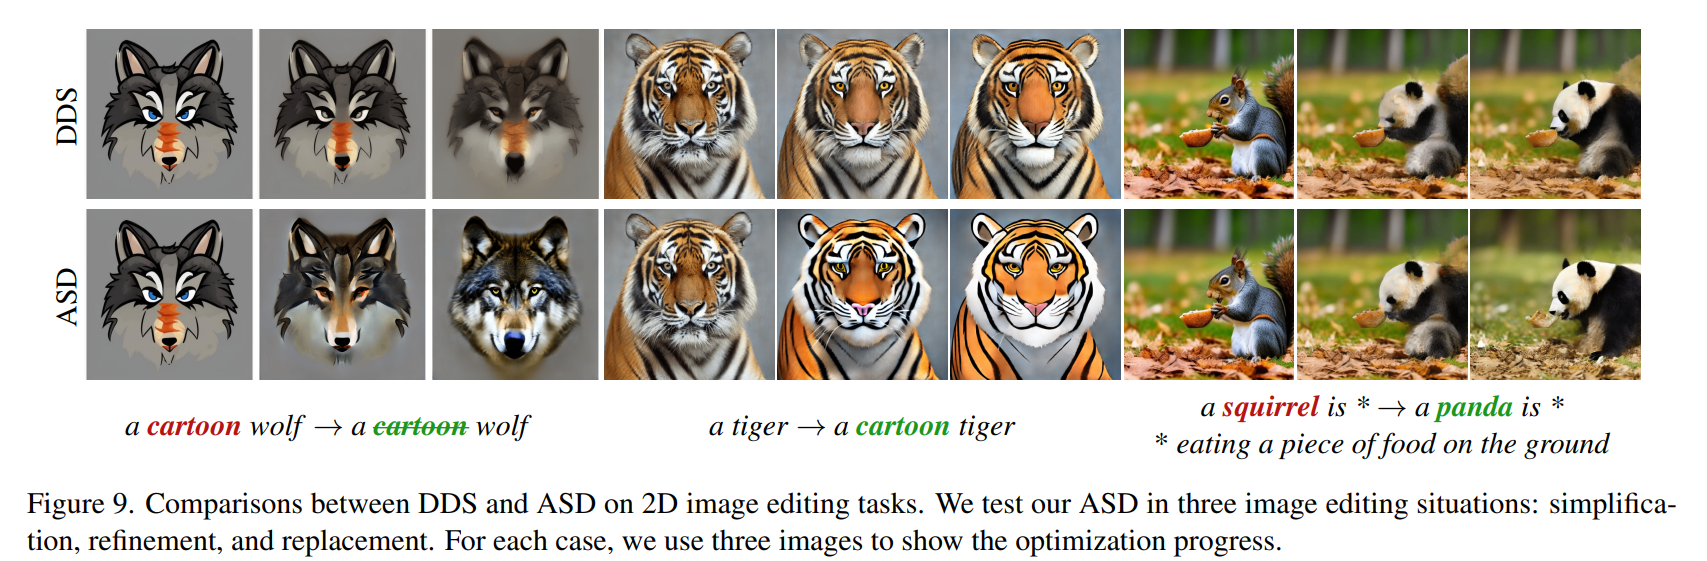 DDS
ASD
a cartoon wolf → a cartoon wolf
a tiger → a cartoon tiger
a squirrel is * → a panda is *
* eating a piece of food on the ground
Figure 9. Comparisons between DDS and ASD on 2D image editing tasks. We test our ASD in three image editing situations: simplifica-
tion, refinement, and replacement. For each case, we use three images to show the optimization progress.